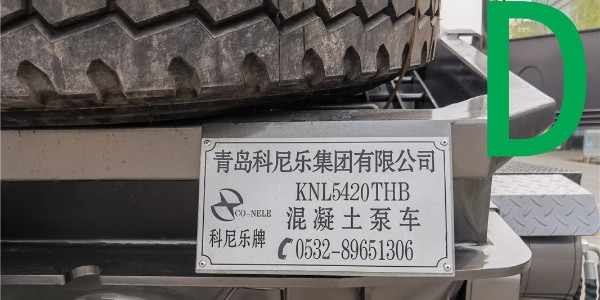 D
青岛科尼乐集团有限公司
KNL5420THB
CO-NELE
混凝土泵车
科尼乐牌
0532-89651306